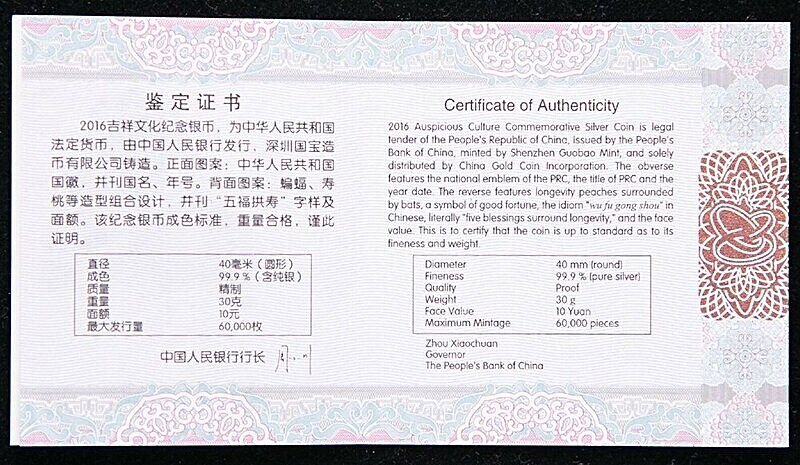 鉴定证书
2016吉祥文化纪念银币，为中华人民共和国
法定货币，由中国人民银行发行，深圳国宝造
币有限公司铸造。正面图案：中华人民共和国
国徽，并刊国名、年号。背面图案：蝙蝠、寿
桃等造型组合设计，并刊“五福拱寿”字样及
面额。该纪念银币成色标准，重量合格，谨此
证明。
直径 40毫米（圆形）
成色 99.9％（含纯银）
质量 精制
重量 30克
面额 10元
最大发行量 60,000枚
中国人民银行行长
Certificate of Authenticity
2016 Auspicious Culture Commemorative Silver Coin is legal
tender of the People's Republic of China, issued by the People's
Bank of China, minted by Shenzhen Guobao Mint, and solely
distributed by China Gold Coin Incorporation. The obverse
features the national emblem of the PRC, the title of PRC and the
year date. The reverse features longevity peaches surrounded
by bats, a symbol of good fortune, the idiom "wu fu gong shou" in
Chinese, literally "five blessings surround longevity," and the face
value. This is to certify that the coin is up to standard as to its
fineness and weight.
Diameter 40 mm (round)
Fineness 99.9 % (pure silver)
Quality Proof
Weight 30 g
Face Value 10 Yuan
Maximum Mintage 60,000 pieces
Zhou Xiaochuan
Governor
The People's Bank of China